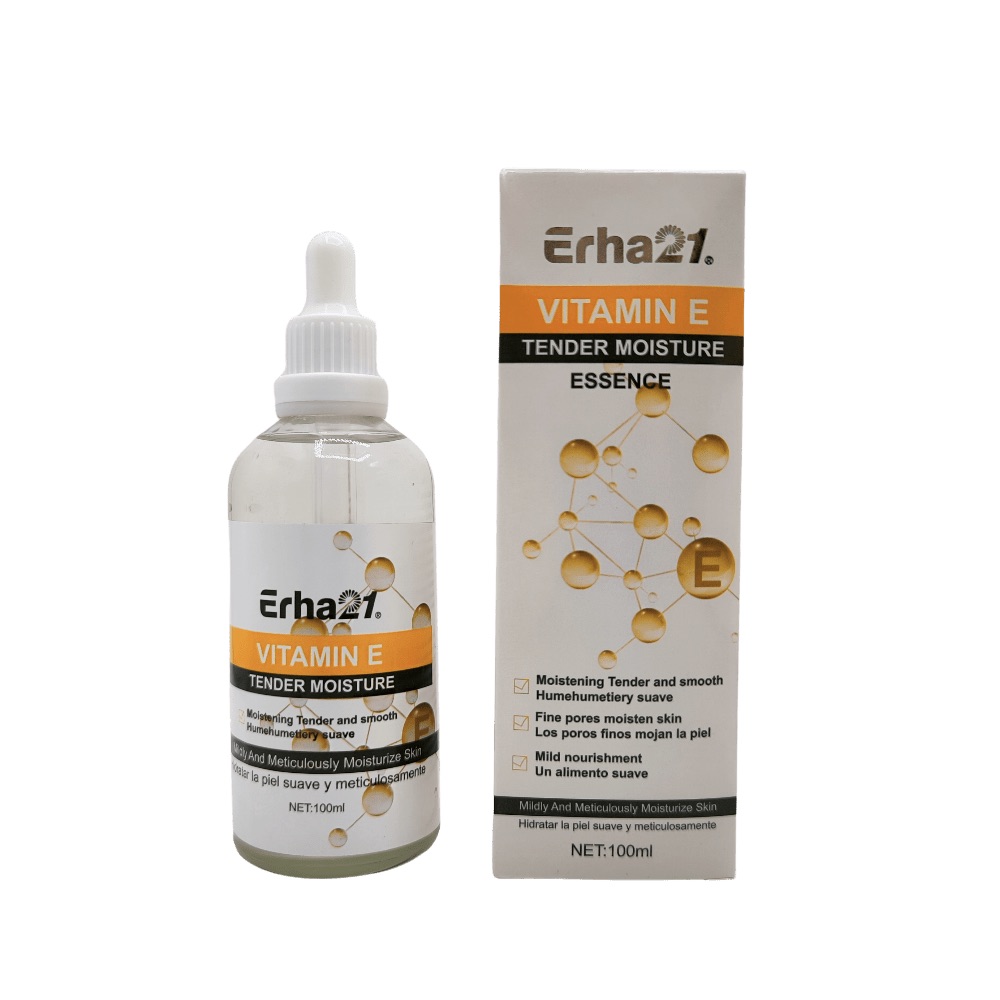 Erha21®
VITAMIN E
TENDER MOISTURE
Moistening Tender and smooth
Humehumetiery suave
Mildly And Meticulously Moisturize Skin
Hidratar la piel suave y meticulosamente
NET:100ml
Erha21®
VITAMIN E
TENDER MOISTURE
ESSENCE
E
Moistening Tender and smooth
Humehumetiery suave
Fine pores moisten skin
Los poros finos mojan la piel
Mild nourishment
Un alimento suave
Mildly And Meticulously Moisturize Skin
Hidratar la piel suave y meticulosamente
NET:100ml